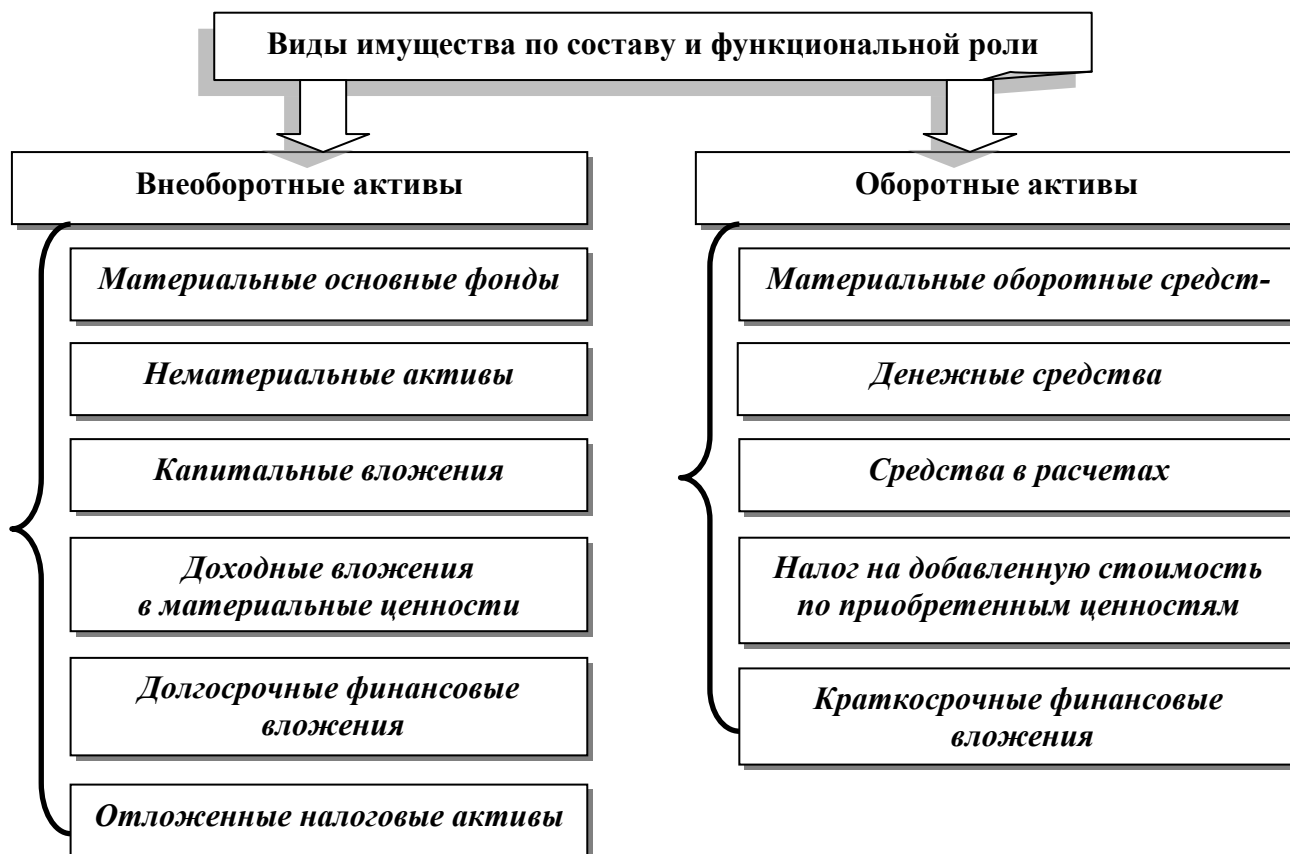 Виды имущества по составу и функциональной роли
Внеоборотные активы
Материальные основные фонды
Нематериальные активы
Капитальные вложения
Доходные вложения
в материальные ценности
Долгосрочные финансовые
вложения
Отложенные налоговые активы
Оборотные активы
Материальные оборотные средст-
Денежные средства
Средства в расчетах
Налог на добавленную стоимость
по приобретенным ценностям
Краткосрочные финансовые
вложения